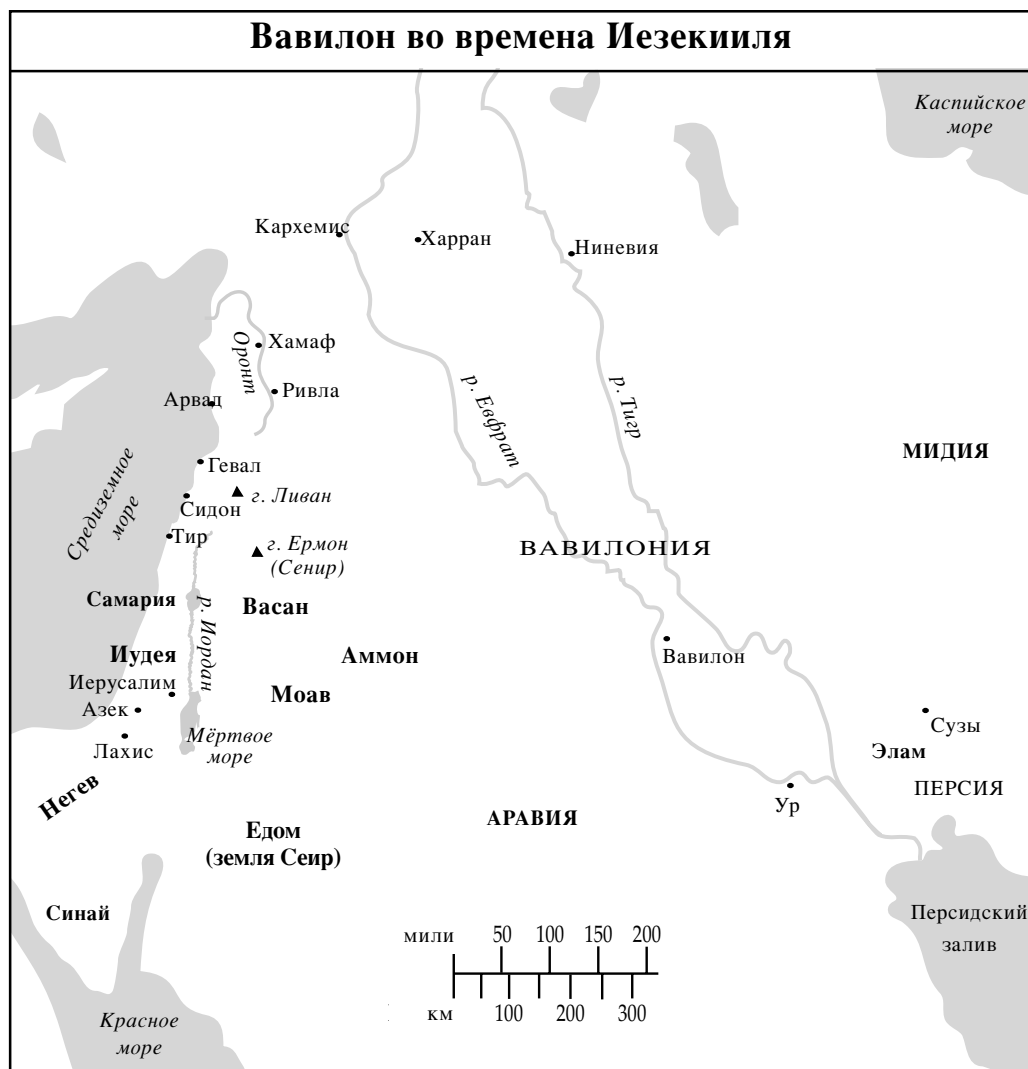 Вавилон во времена Иезекииля
Каспийское
море
Кархемис
Харран
Ниневия
Хамаф
Оронт
Ривла
Арвад
р. Евфрат
р. Тигр
МИДИЯ
Гевал
г. Ливан
Сидон
Средиземное
море
Тир
г. Ермон
(Сенир)
ВАВИЛОНИЯ
Самария
р. Иордан
Васан
Иудея
Аммон
Вавилон
Иерусалим
Моав
Азек
Сузы
Лахис
Мёртвое
море
Элам
Негев
ПЕРСИЯ
Ур
Едом
(земля Сеир)
АРАВИЯ
Синай
Персидский
залив
мили 50 100 150 200
км 100 200 300
Красное
море